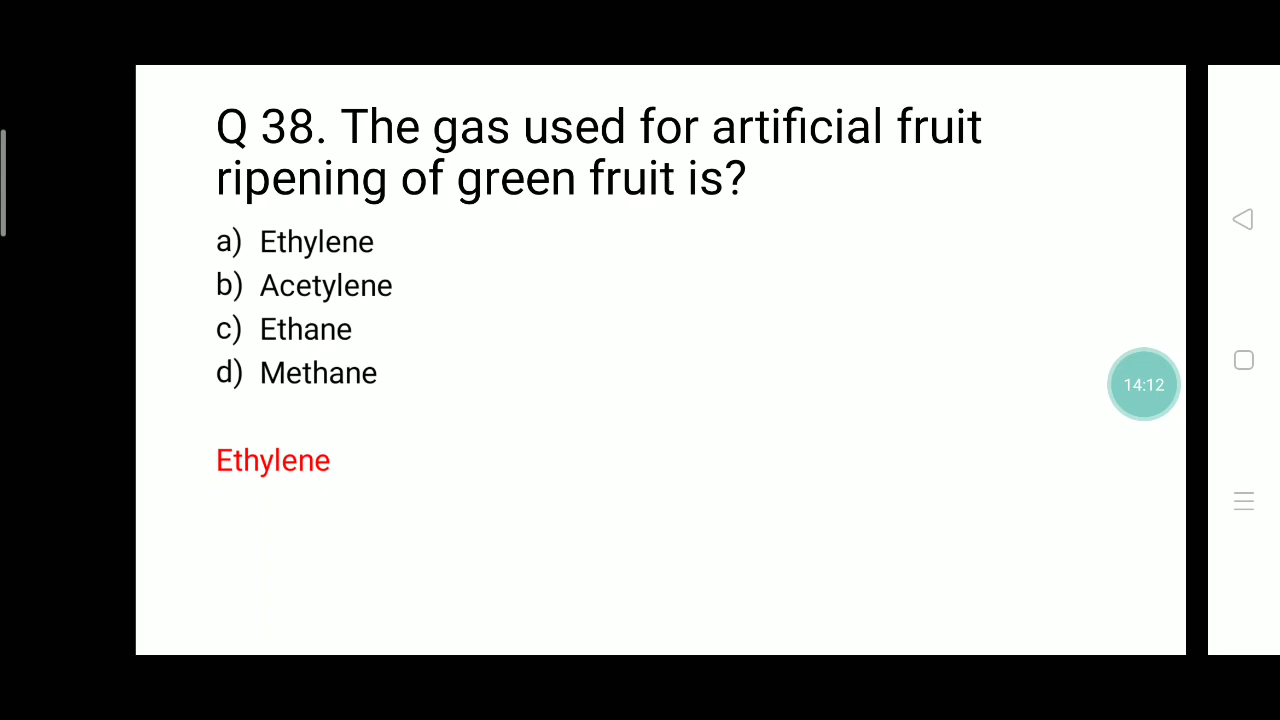 Q 38. The gas used for artificial fruit
ripening of green fruit is?
a) Ethylene
b) Acetylene
c) Ethane
d) Methane
Ethylene
14:12